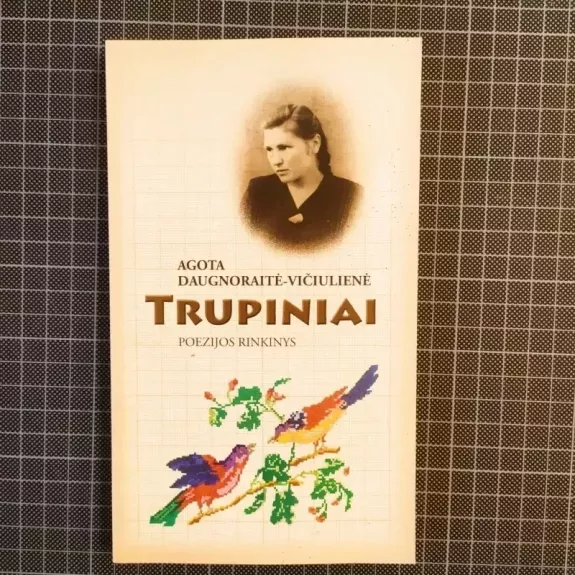 AGOTA
DAUGNORAITĖ-VIČIULIENĖ
TRUPINIAI
POEZIJOS RINKINYS